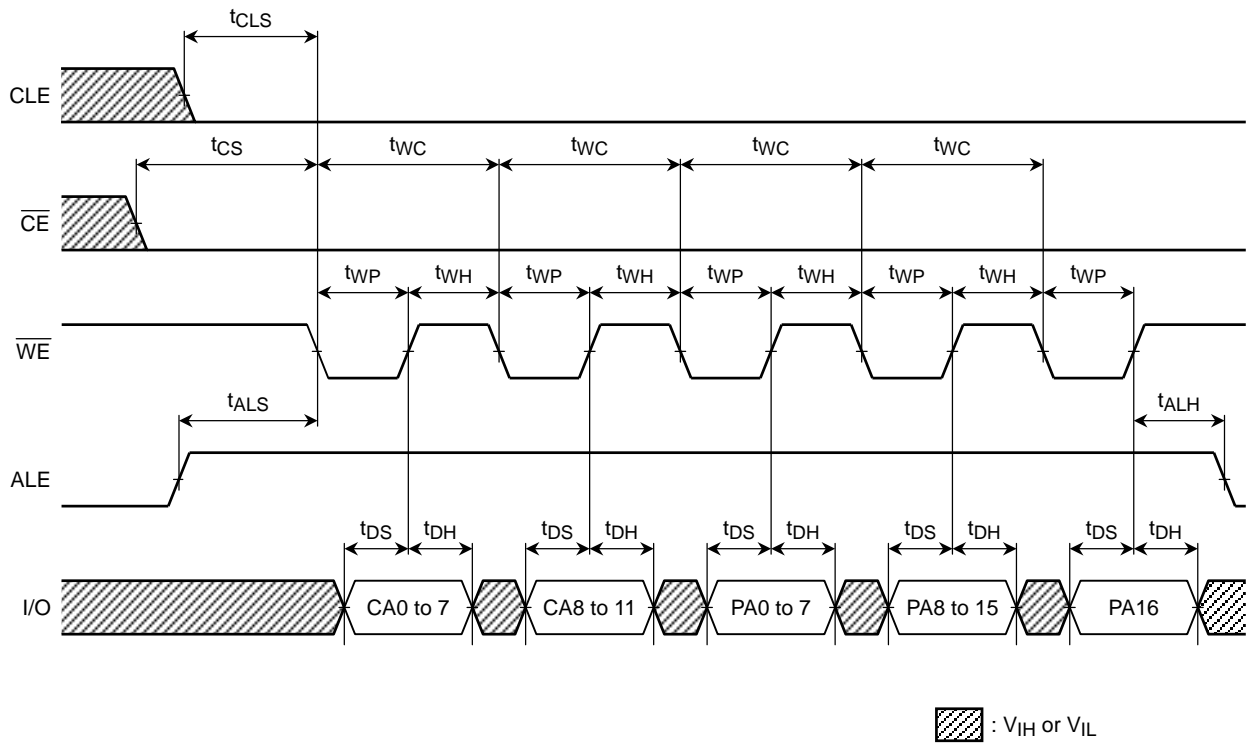 tCLS
CLE
tCS tWC tWC tWC tWC
CE
tWP tWH tWP tWH tWP tWH tWP tWH tWP
WE
tALS tALH
ALE
tDS tDH tDS tDH tDS tDH tDS tDH tDS tDH
I/O CA0 to 7 CA8 to 11 PA0 to 7 PA8 to 15 PA16
: VIH or VIL